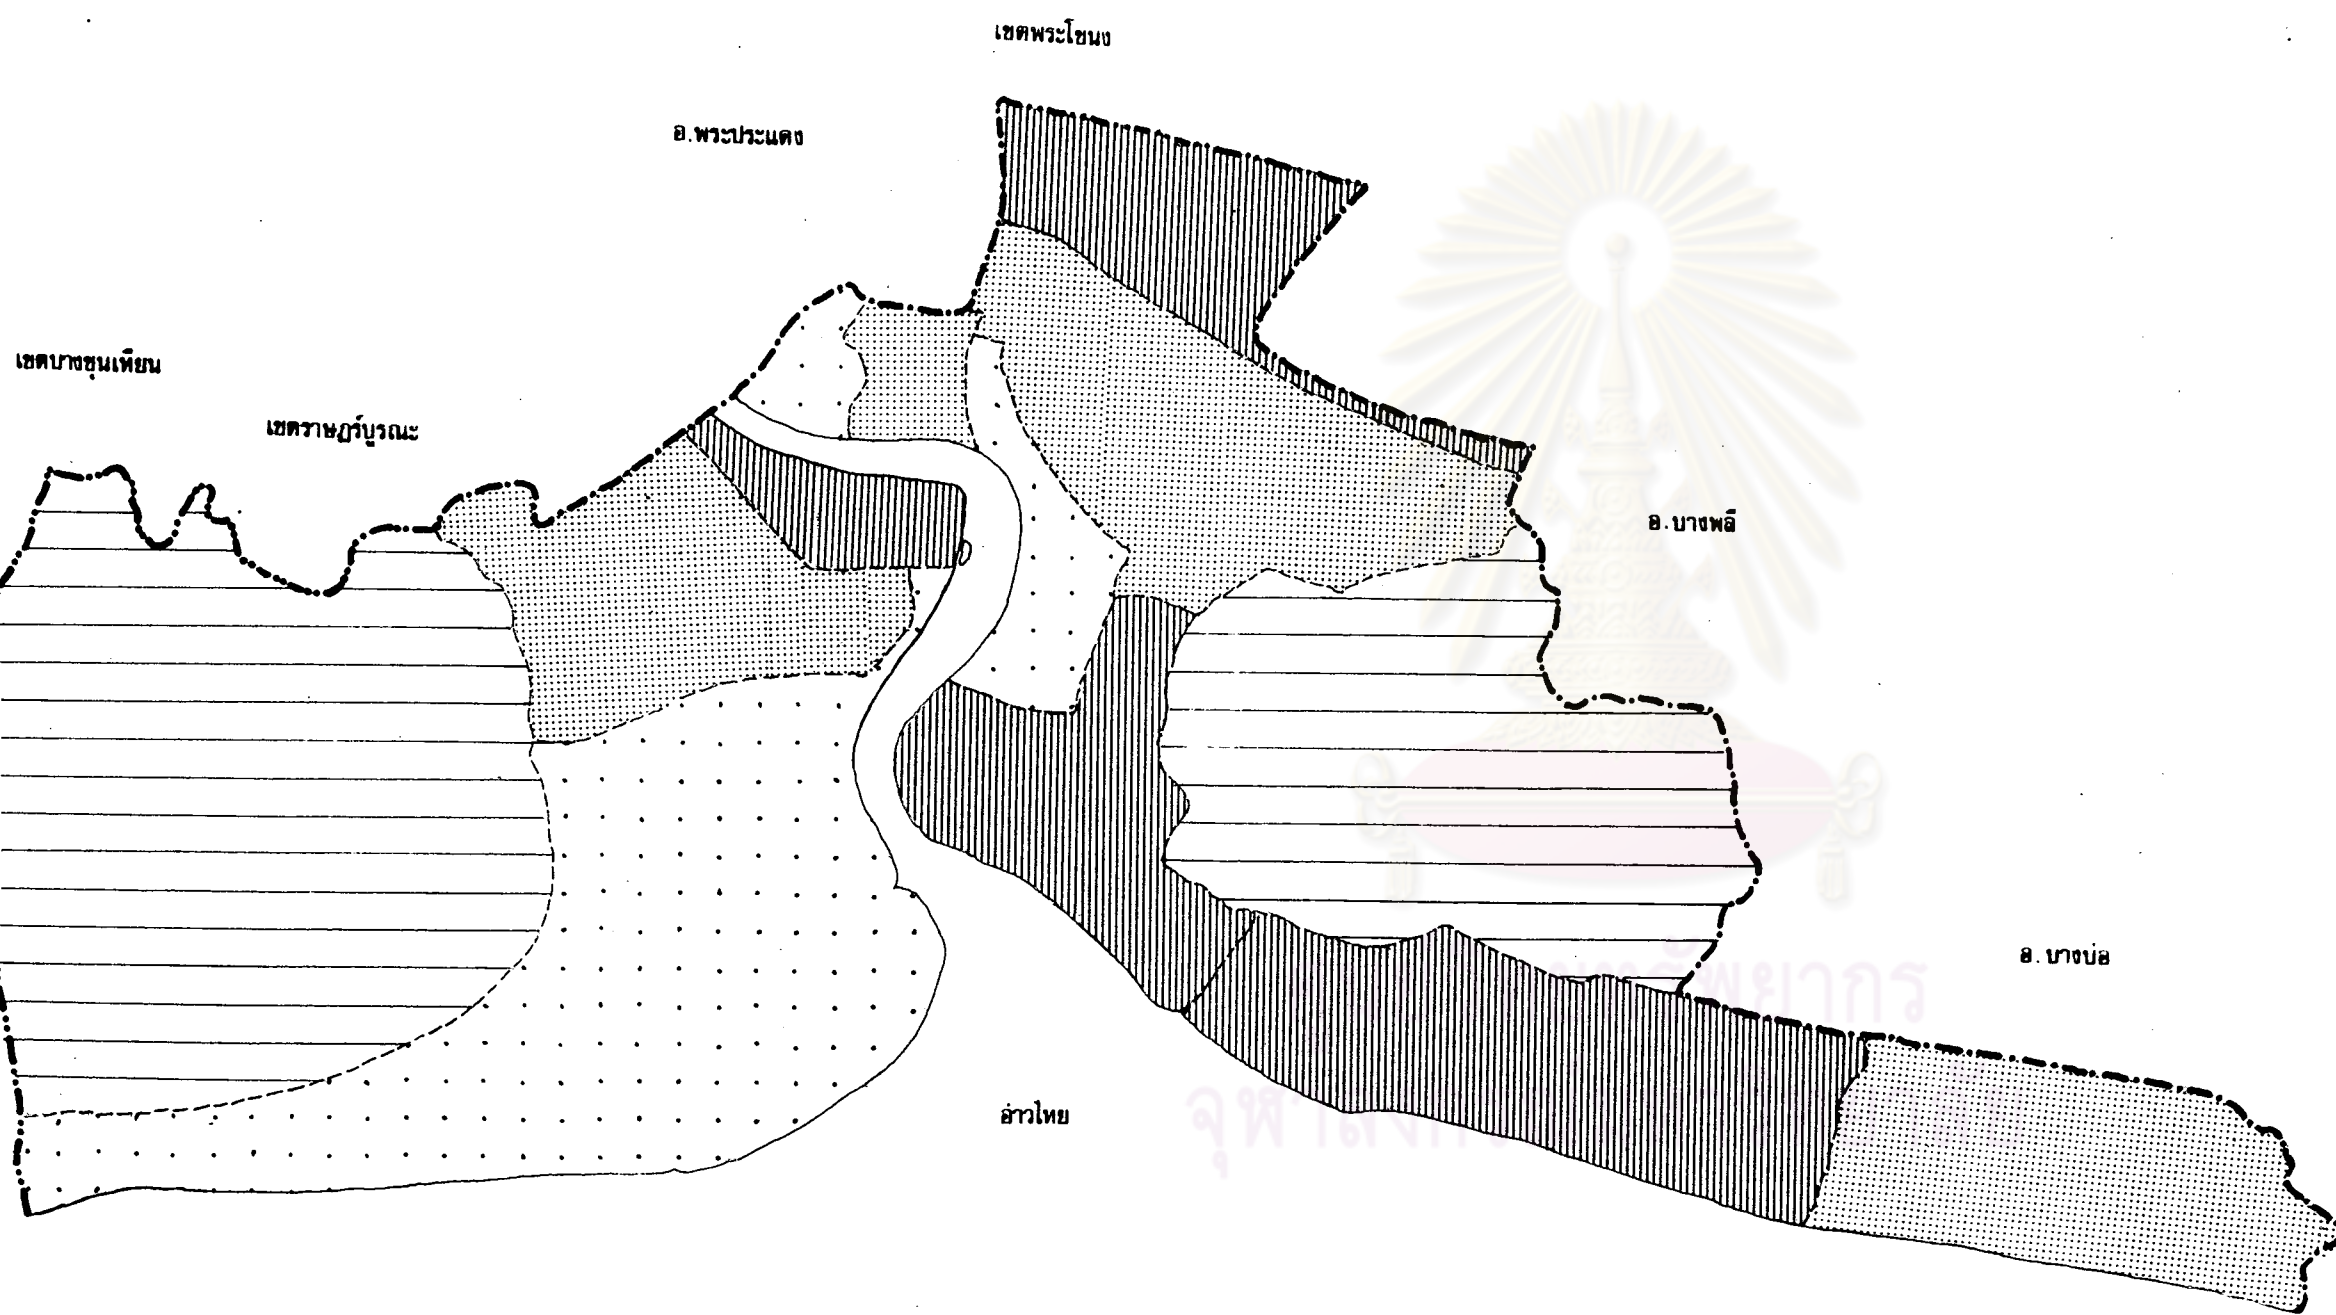 เขตพระโขนง
อ.พระประแดง
เขตบางขุนเทียน
เขตราษฎร์บูรณะ
อ.บางพลี
อ.บางบ่อ
อ่าวไทย